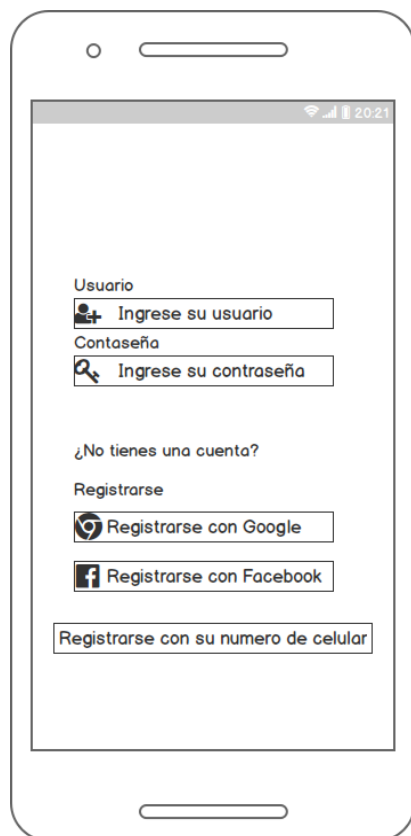 20:21
Usuario
Ingrese su usuario
Contaseña
Ingrese su contraseña
¿No tienes una cuenta?
Registrarse
Registrarse con Google
Registrarse con Facebook
Registrarse con su numero de celular